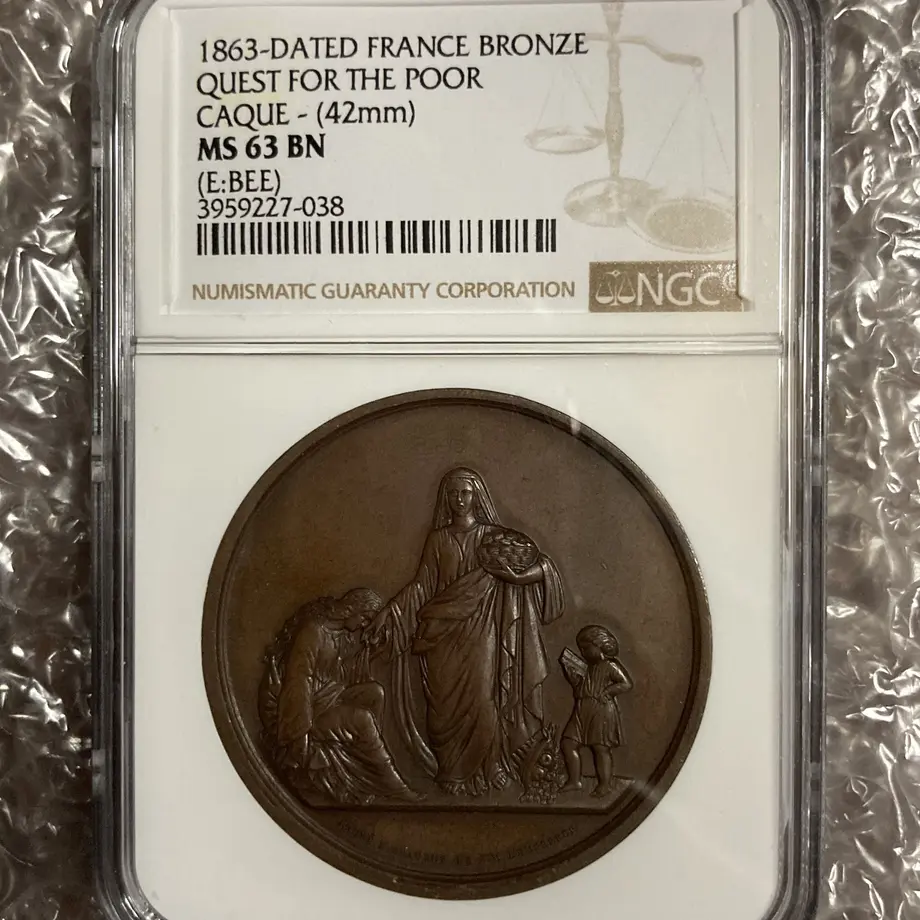 1863-DATED FRANCE BRONZE
QUEST FOR THE POOR
CAQUE - (42mm)
MS 63 BN
(E:BEE)
3959227-038
NUMISMATIC GUARANTY CORPORATION
NGC